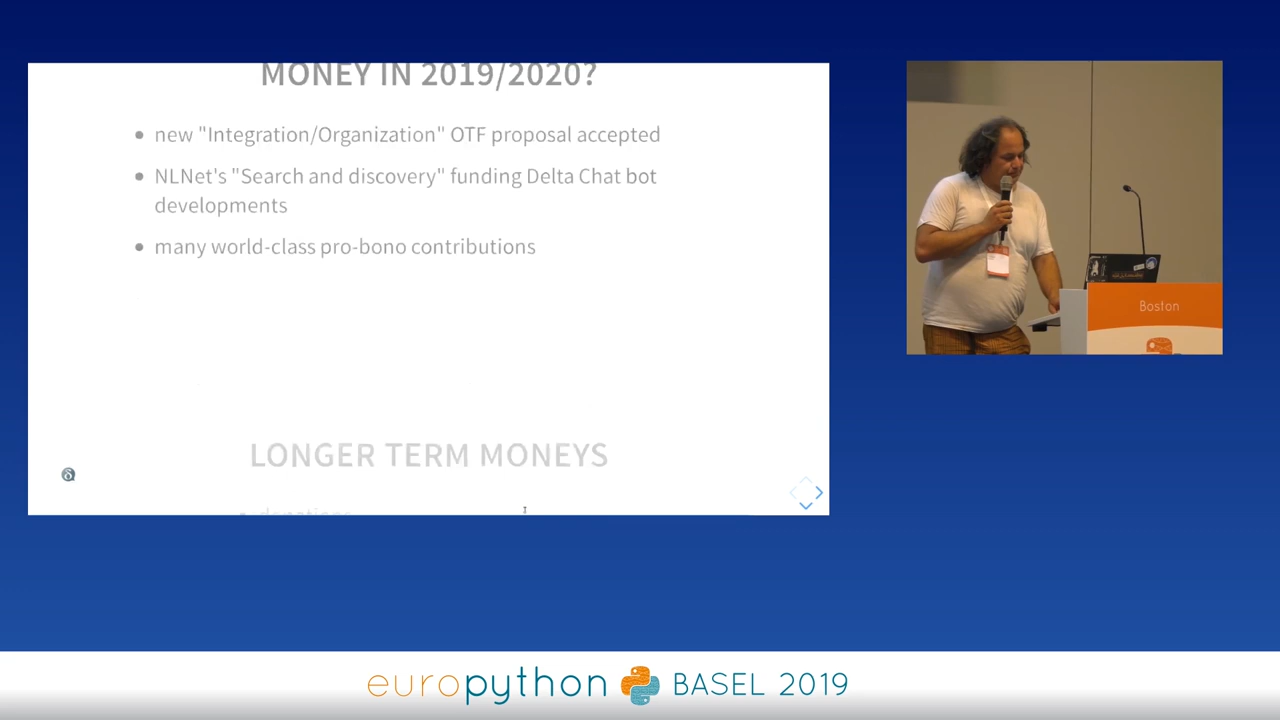 MONEY IN 2019/2020?
new "Integration/Organization" OTF proposal accepted
NLNet's "Search and discovery" funding Delta Chat bot
developments
many world-class pro-bono contributions
LONGER TERM MONEYS
donations
Boston
europython BASEL 2019